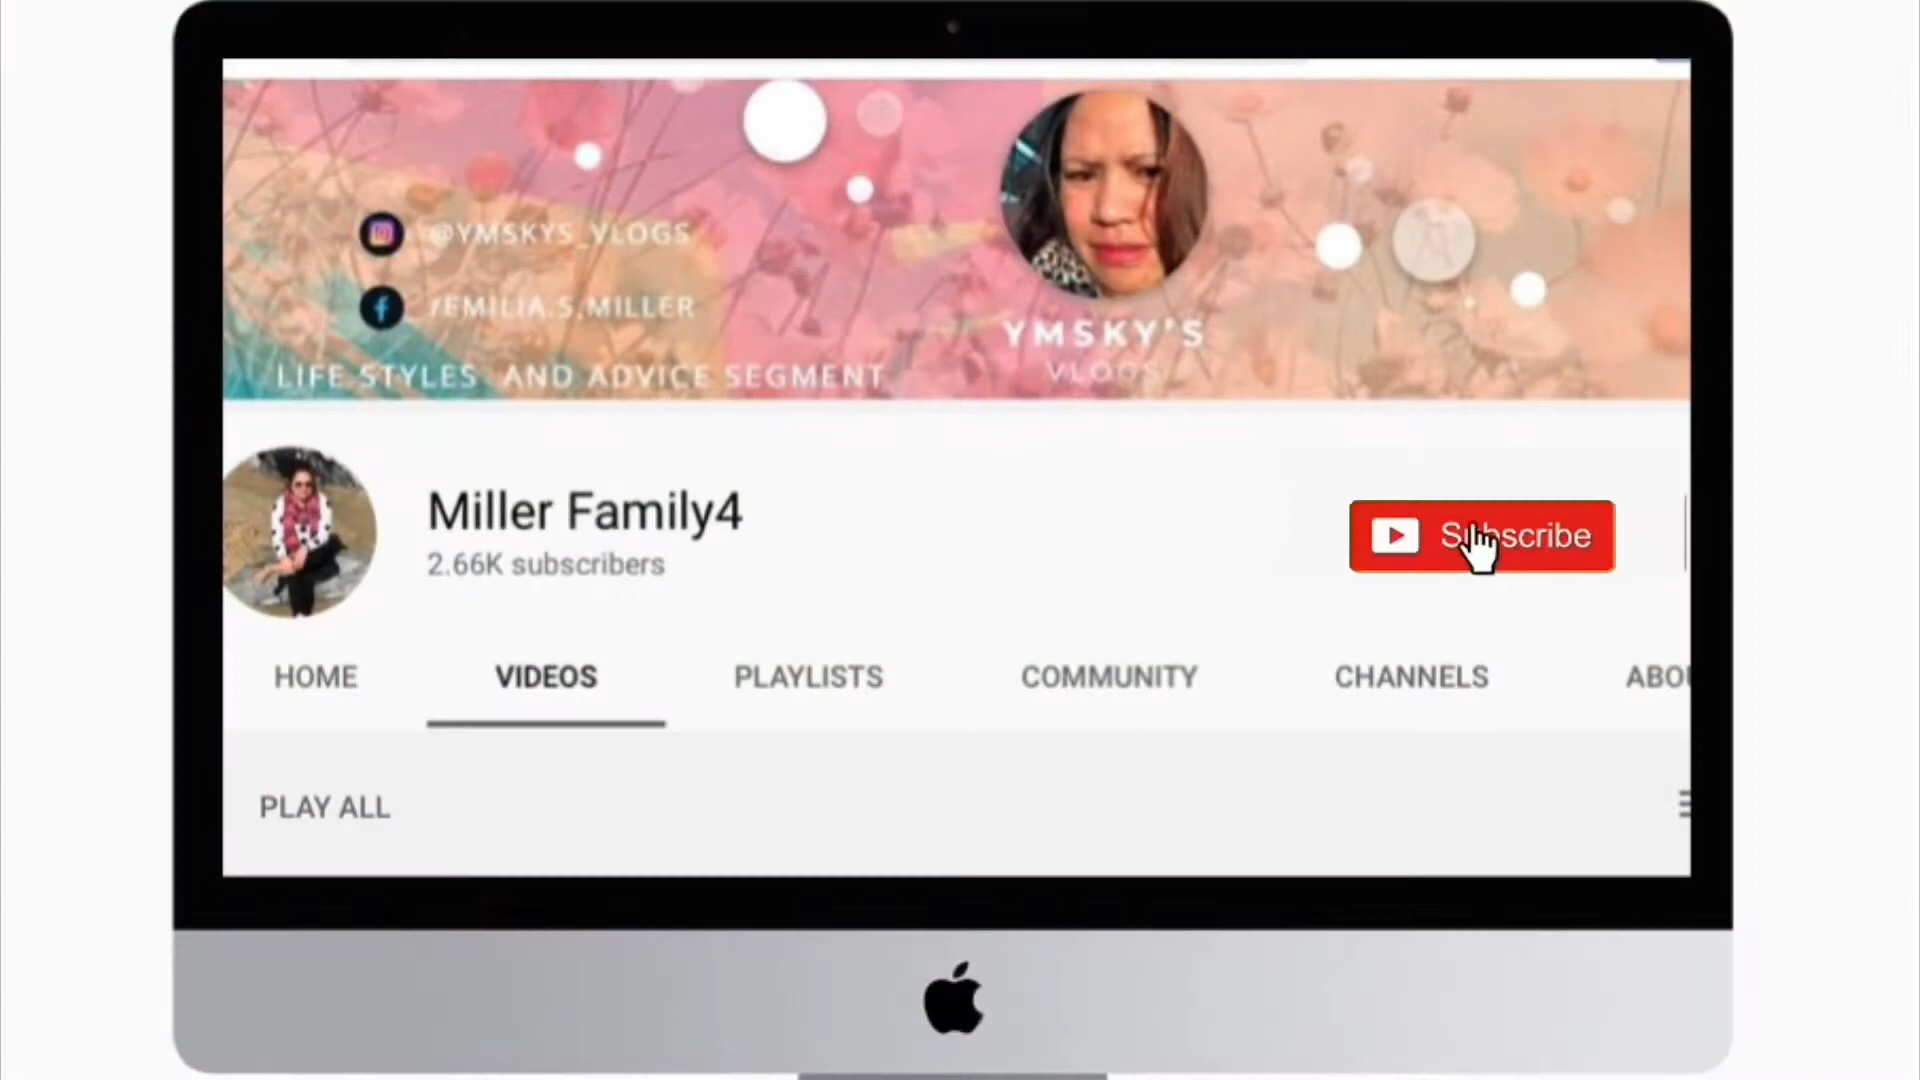 @YMSKYS_VLOGS
/EMILIA.S.MILLER
LIFE STYLES AND ADVICE SEGMENT
YMSKY'S
VLOGS
Miller Family4
2.66K subscribers
Subscribe
HOME VIDEOS PLAYLISTS COMMUNITY CHANNELS ABOU
PLAY ALL